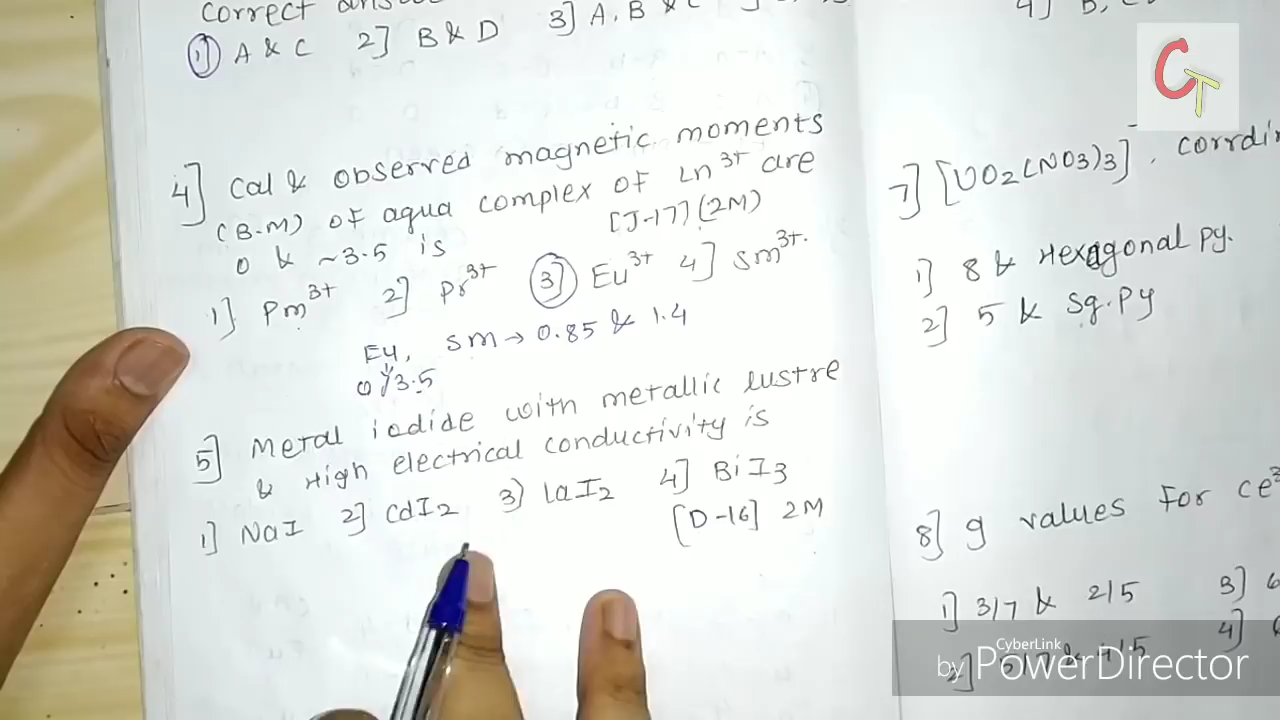 correct
1) A & C 2] B & D 3] A, B & C
4] Cal & observed magnetic moments
(B.M) of aqua complex of Ln3+ are
0 & ~3.5 is [J-17] (2M)
1] Pm3+ 2] Pr3+ 3] Eu3+ 4] Sm3+.
Eu, Sm → 0.85 & 1.4
0 3.5
5] Metal iodide with metallic lustre
& High electrical conductivity is
1] NaI 2] CdI2 3) LaI2 4] BiI3
[D-16] 2M
4] B,
7] [UO2(NO3)3]-,
1] 8 & Hexagonal py.
2] 5 & Sq. Py
8] g values for
1] 3/7 & 2/5 3]
2] 4]
CT
CyberLink
by PowerDirector